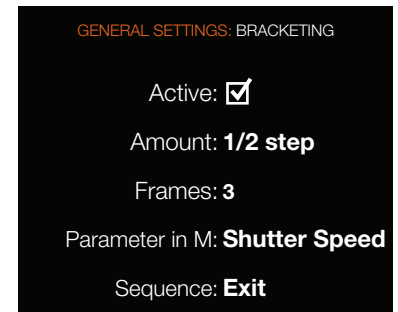 GENERAL SETTINGS: BRACKETING
Active:
Amount: 1/2 step
Frames: 3
Parameter in M: Shutter Speed
Sequence: Exit